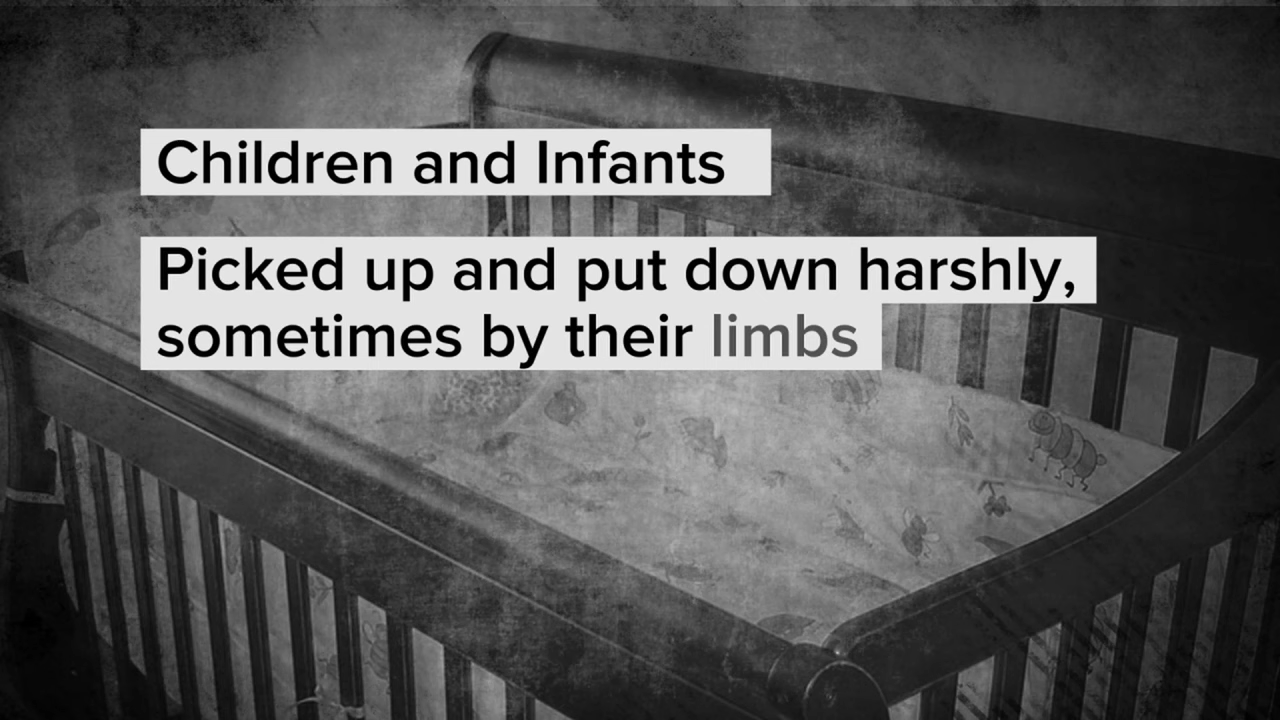 Children and Infants
Picked up and put down harshly,
sometimes by their limbs